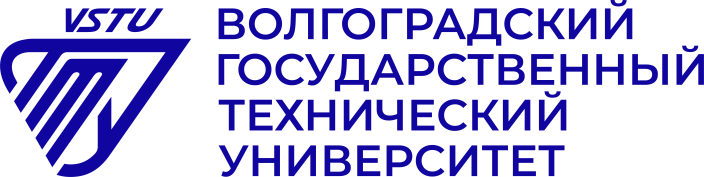 VSTU
ВОЛГОГРАДСКИЙ
ГОСУДАРСТВЕННЫЙ
ТЕХНИЧЕСКИЙ
УНИВЕРСИТЕТ